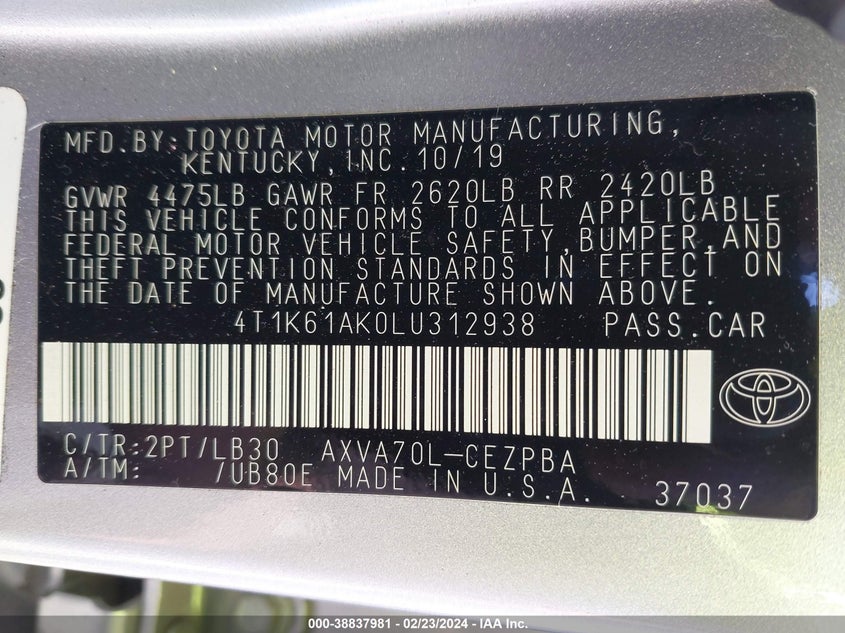 MFD.BY:TOYOTA MOTOR MANUFACTURING,
KENTUCKY,INC.10/19
GVWR 4475LB GAWR FR 2620LB RR 2420LB
THIS VEHICLE CONFORMS TO ALL APPLICABLE
FEDERAL MOTOR VEHICLE SAFETY,BUMPER,AND
THEFT PREVENTION STANDARDS IN EFFECT ON
THE DATE OF MANUFACTURE SHOWN ABOVE.
4T1K61AK0LU312938 PASS.CAR
C/TR:2PT/LB30 AXVA70L-CEZPBA
A/TM: /UB80E MADE IN U.S.A. 37037
000-38837981 - 02/23/2024 - IAA Inc.